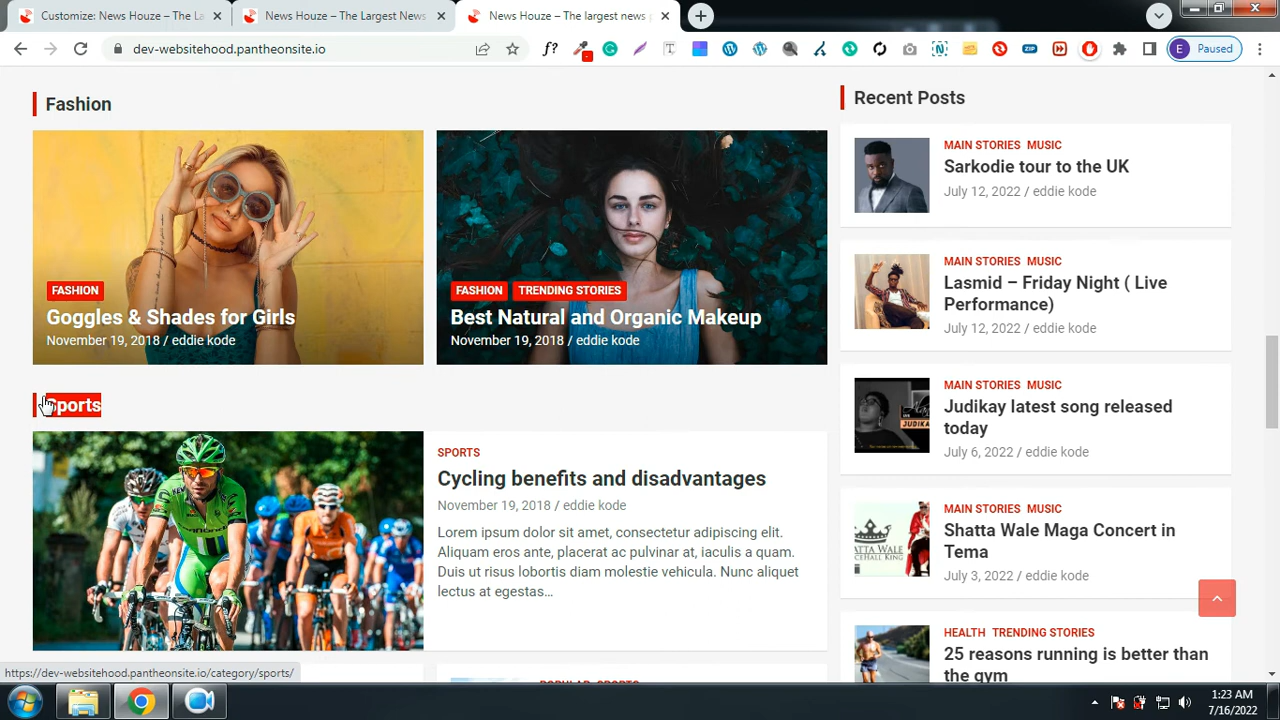 Customize: News Houze – The La
News Houze – The Largest News
News Houze – The largest news
dev-websitehood.pantheonsite.io
f?
ZIP
E Paused
Fashion
FASHION
Goggles & Shades for Girls
November 19, 2018 / eddie kode
FASHION TRENDING STORIES
Best Natural and Organic Makeup
November 19, 2018 / eddie kode
Sports
SPORTS
Cycling benefits and disadvantages
November 19, 2018 / eddie kode
Lorem ipsum dolor sit amet, consectetur adipiscing elit.
Aliquam eros ante, placerat ac pulvinar at, iaculis a quam.
Duis ut risus lobortis diam molestie vehicula. Nunc aliquet
lectus at egestas…
POPULAR SPORTS
Recent Posts
MAIN STORIES MUSIC
Sarkodie tour to the UK
July 12, 2022 / eddie kode
MAIN STORIES MUSIC
Lasmid – Friday Night ( Live
Performance)
July 12, 2022 / eddie kode
MAIN STORIES MUSIC
Judikay latest song released
today
July 6, 2022 / eddie kode
MAIN STORIES MUSIC
Shatta Wale Maga Concert in
Tema
July 3, 2022 / eddie kode
HEALTH TRENDING STORIES
25 reasons running is better than
the gym
https://dev-websitehood.pantheonsite.io/category/sports/
1:23 AM
7/16/2022